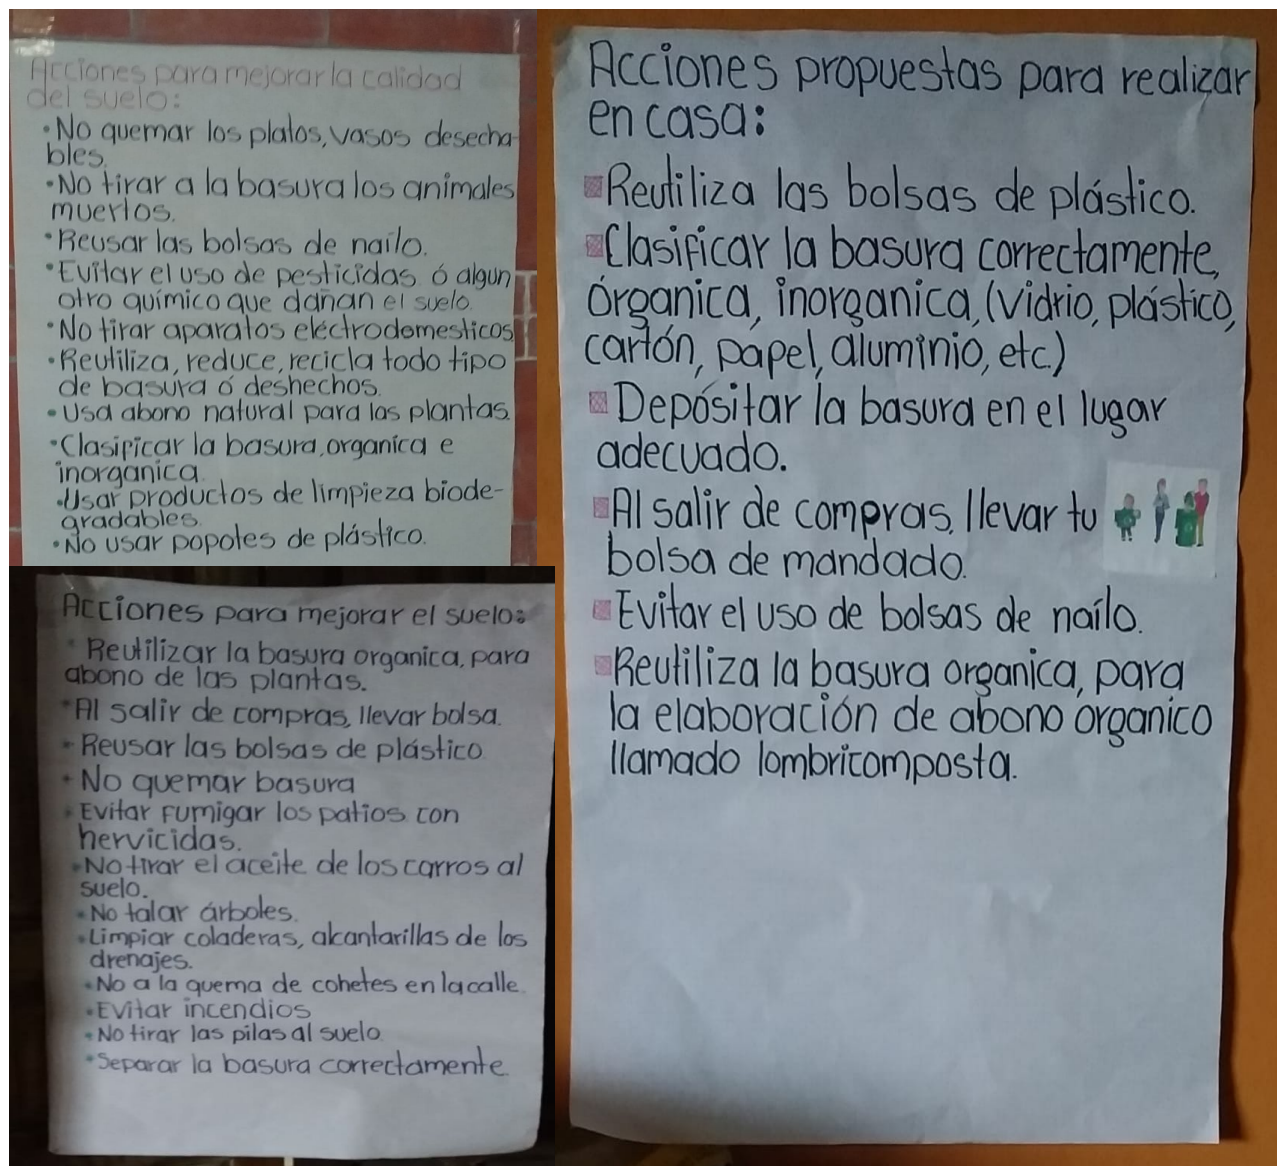 Acciones para mejorar la calidad
del suelo:
• No quemar los platos, vasos desecha-
bles.
• No tirar a la basura los animales
muertos.
• Reusar las bolsas de naílo.
• Evitar el uso de pesticidas ó algun
otro químico que dañan el suelo.
• No tirar aparatos eléctrodomesticos
• Reutiliza, reduce, recicla todo tipo
de basura ó deshechos.
• Usa abono natural para las plantas.
• Clasificar la basura, organica e
inorganica.
• Usar productos de limpieza biode-
gradables.
• No usar popotes de plástico.
Acciones para mejorar el suelo:
• Reutilizar la basura organica, para
abono de las plantas.
• Al salir de compras, llevar bolsa.
• Reusar las bolsas de plástico
• No quemar basura
• Evitar fumigar los patios con
hervicidas.
• No tirar el aceite de los carros al
suelo.
• No talar árboles.
• Limpiar coladeras, alcantarillas de los
drenajes.
• No a la quema de cohetes en la calle.
• Evitar incendios
• No tirar las pilas al suelo
• Separar la basura correctamente.
Acciones propuestas para realizar
en casa:
Reutiliza las bolsas de plástico.
Clasificar la basura correctamente,
órganica, inorganica, (vidrio, plástico,
cartón, papel, aluminio, etc.)
Depósitar la basura en el lugar
adecuado.
Al salir de compras, llevar tu
bolsa de mandado.
Evitar el uso de bolsas de naílo.
Reutiliza la basura organica, para
la elaboración de abono organico
llamado lombricomposta.